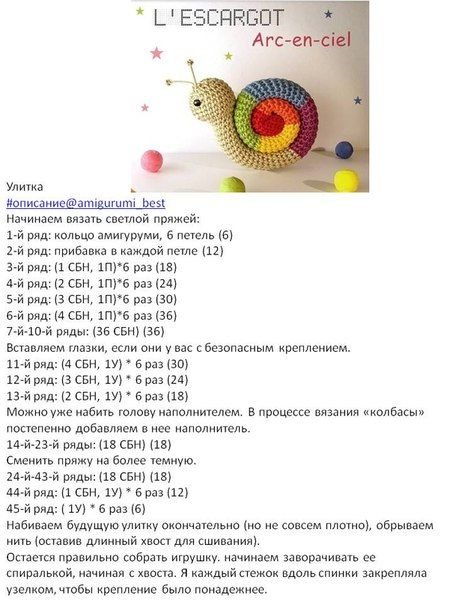 L'ESCARGOT
Arc-en-ciel
Улитка
#описание@amigurumi_best
Начинаем вязать светлой пряжей:
1-й ряд: кольцо амигуруми, 6 петель (6)
2-й ряд: прибавка в каждой петле (12)
3-й ряд: (1 СБН, 1П)*6 раз (18)
4-й ряд: (2 СБН, 1П)*6 раз (24)
5-й ряд: (3 СБН, 1П)*6 раз (30)
6-й ряд: (4 СБН, 1П)*6 раз (36)
7-й-10-й ряды: (36 СБН) (36)
Вставляем глазки, если они у вас с безопасным креплением.
11-й ряд: (4 СБН, 1У) * 6 раз (30)
12-й ряд: (3 СБН, 1У) * 6 раз (24)
13-й ряд: (2 СБН, 1У) * 6 раз (18)
Можно уже набить голову наполнителем. В процессе вязания «колбасы»
постепенно добавляем в нее наполнитель.
14-й-23-й ряды: (18 СБН) (18)
Сменить пряжу на более темную.
24-й-43-й ряды: (18 СБН) (18)
44-й ряд: (1 СБН, 1У) * 6 раз (12)
45-й ряд: ( 1У) * 6 раз (6)
Набиваем будущую улитку окончательно (но не совсем плотно), обрываем
нить (оставив длинный хвост для сшивания).
Остается правильно собрать игрушку. начинаем заворачивать ее
спиралькой, начиная с хвоста. Я каждый стежок вдоль спинки закрепляла
узелком, чтобы крепление было понадежнее.